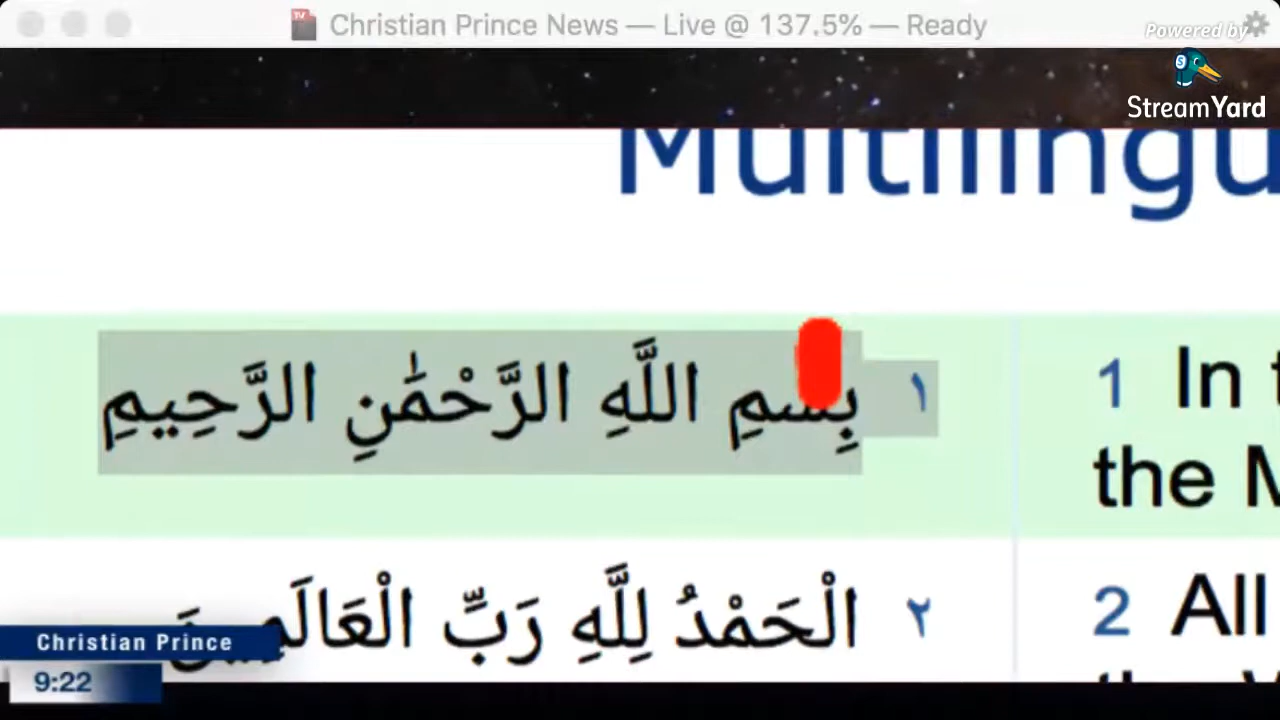 Christian Prince News — Live @ 137.5% — Ready
Powered by
StreamYard
Multilingu
١ بِسْمِ اللَّهِ الرَّحْمَٰنِ الرَّحِيمِ
1 In t
the M
٢ الْحَمْدُ لِلَّهِ رَبِّ الْعَالَمِينَ
2 All
Christian Prince
9:22